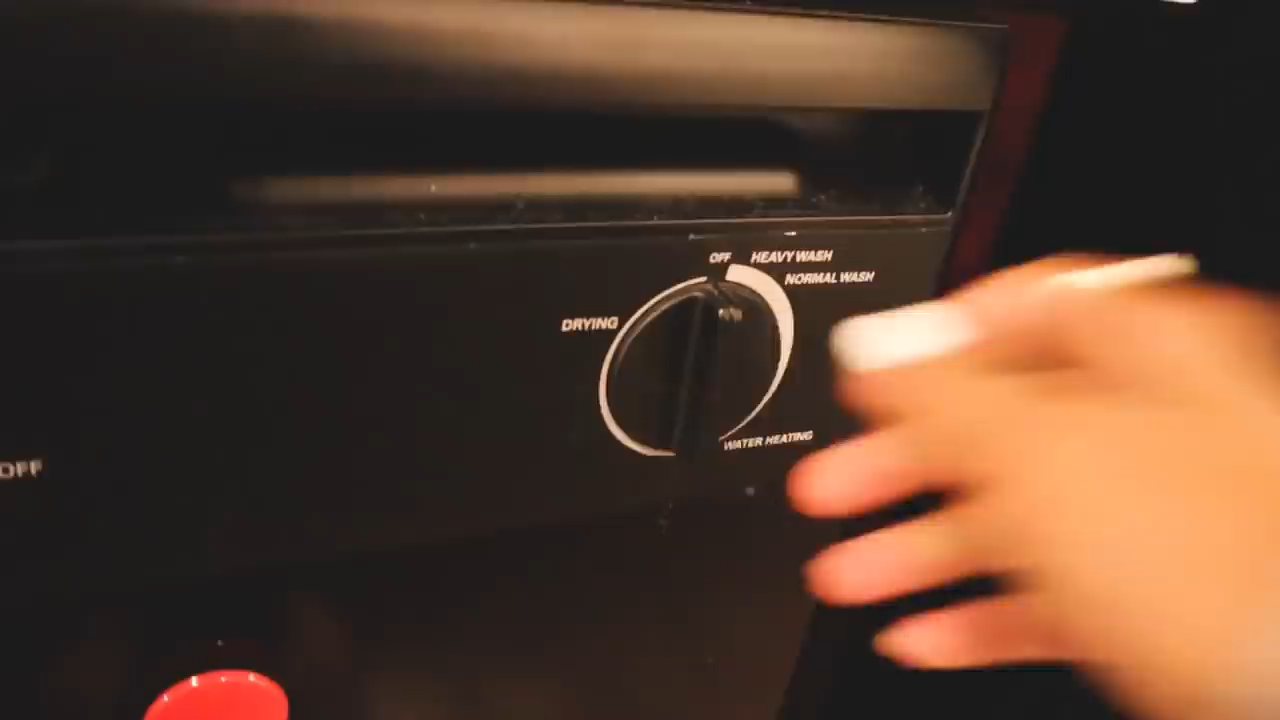 OFF HEAVY WASH
NORMAL WASH
DRYING
WATER HEATING
OFF